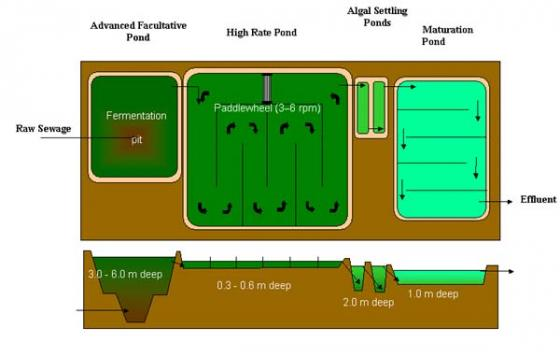 Advanced Facultative
Pond
High Rate Pond
Algal Settling
Ponds
Maturation
Pond
Raw Sewage
Fermentation
pit
Paddlewheel (3–6 rpm)
Effluent
3.0 - 6.0 m deep
0.3 - 0.6 m deep
2.0 m deep
1.0 m deep